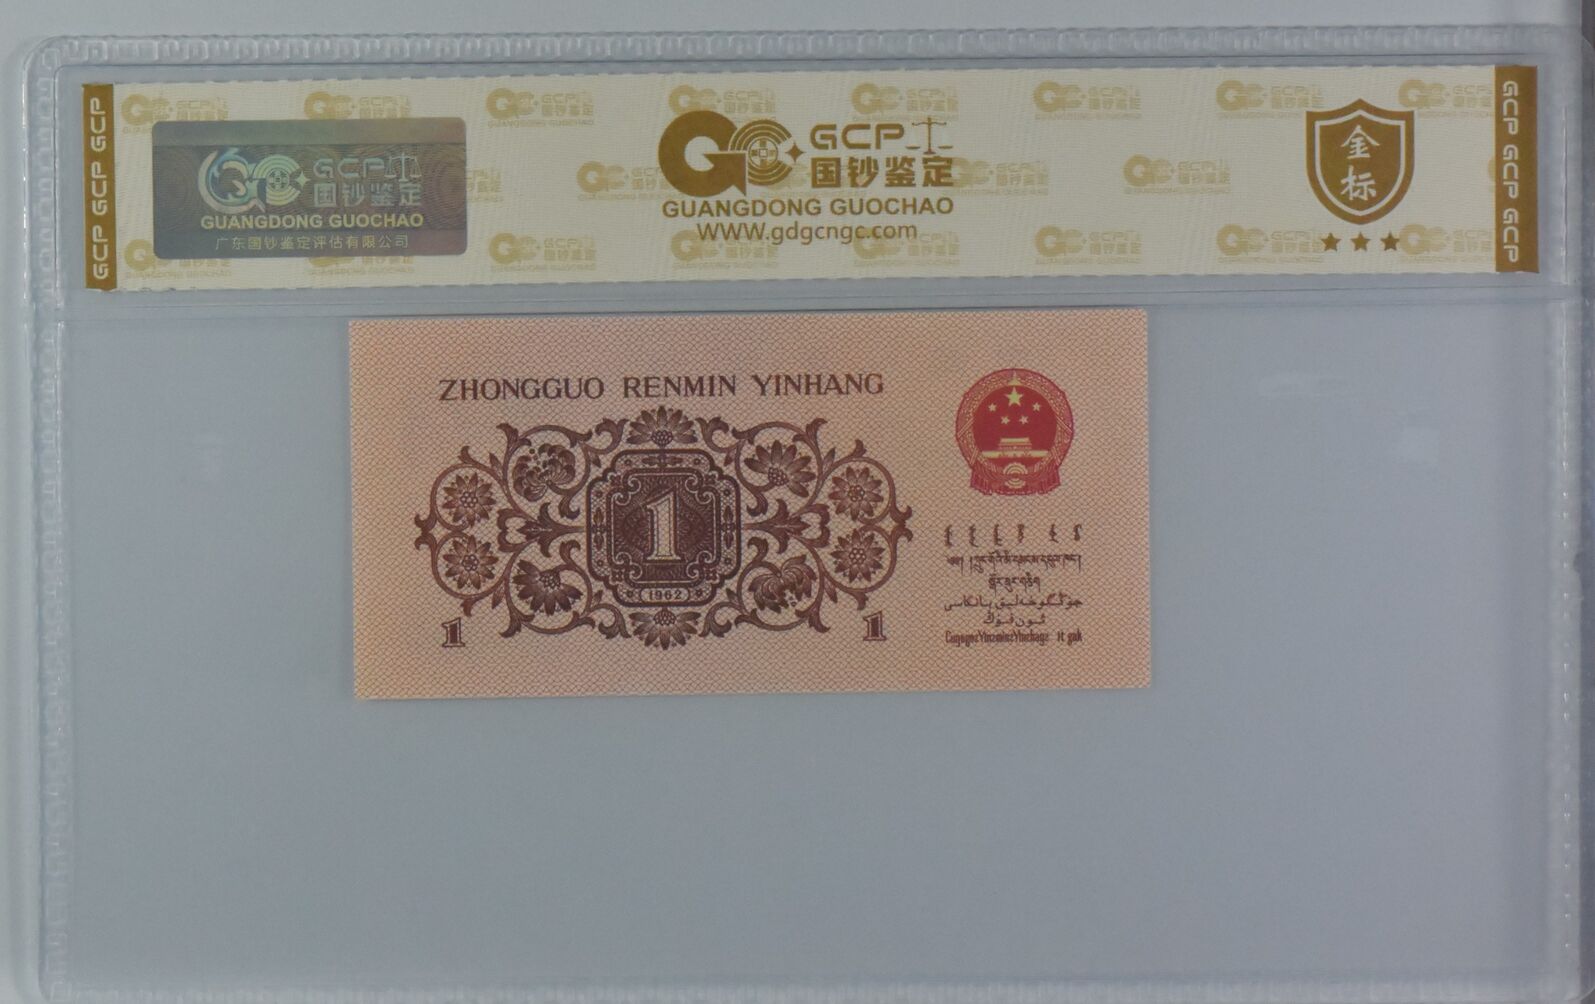 GCP GCP GCP
GCP
国钞鉴定
GUANGDONG GUOCHAO
广东国钞鉴定评估有限公司
GCP
国钞鉴定
GUANGDONG GUOCHAO
WWW.gdgcngc.com
金标
GCP GCP GCP
ZHONGGUO RENMIN YINHANG
1
1962
1
1